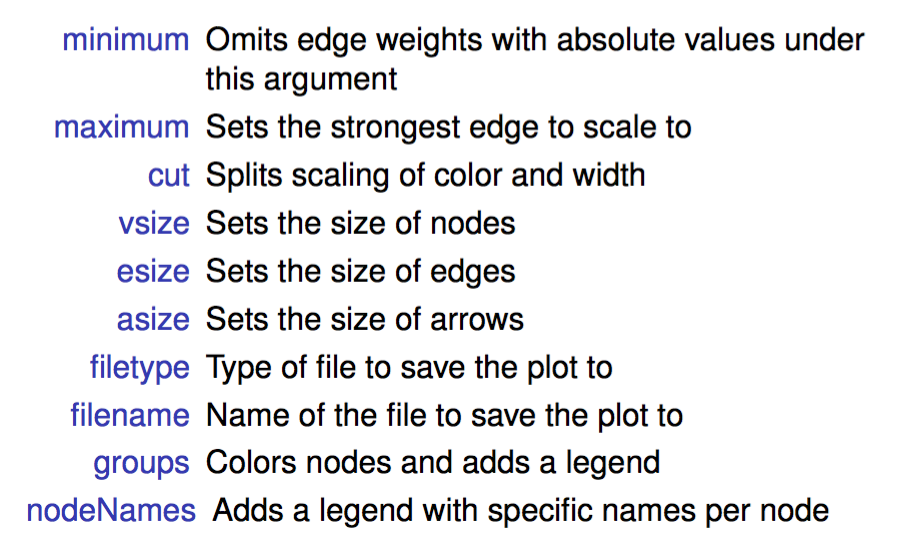 minimum Omits edge weights with absolute values under
this argument
maximum Sets the strongest edge to scale to
cut Splits scaling of color and width
vsize Sets the size of nodes
esize Sets the size of edges
asize Sets the size of arrows
filetype Type of file to save the plot to
filename Name of the file to save the plot to
groups Colors nodes and adds a legend
nodeNames Adds a legend with specific names per node